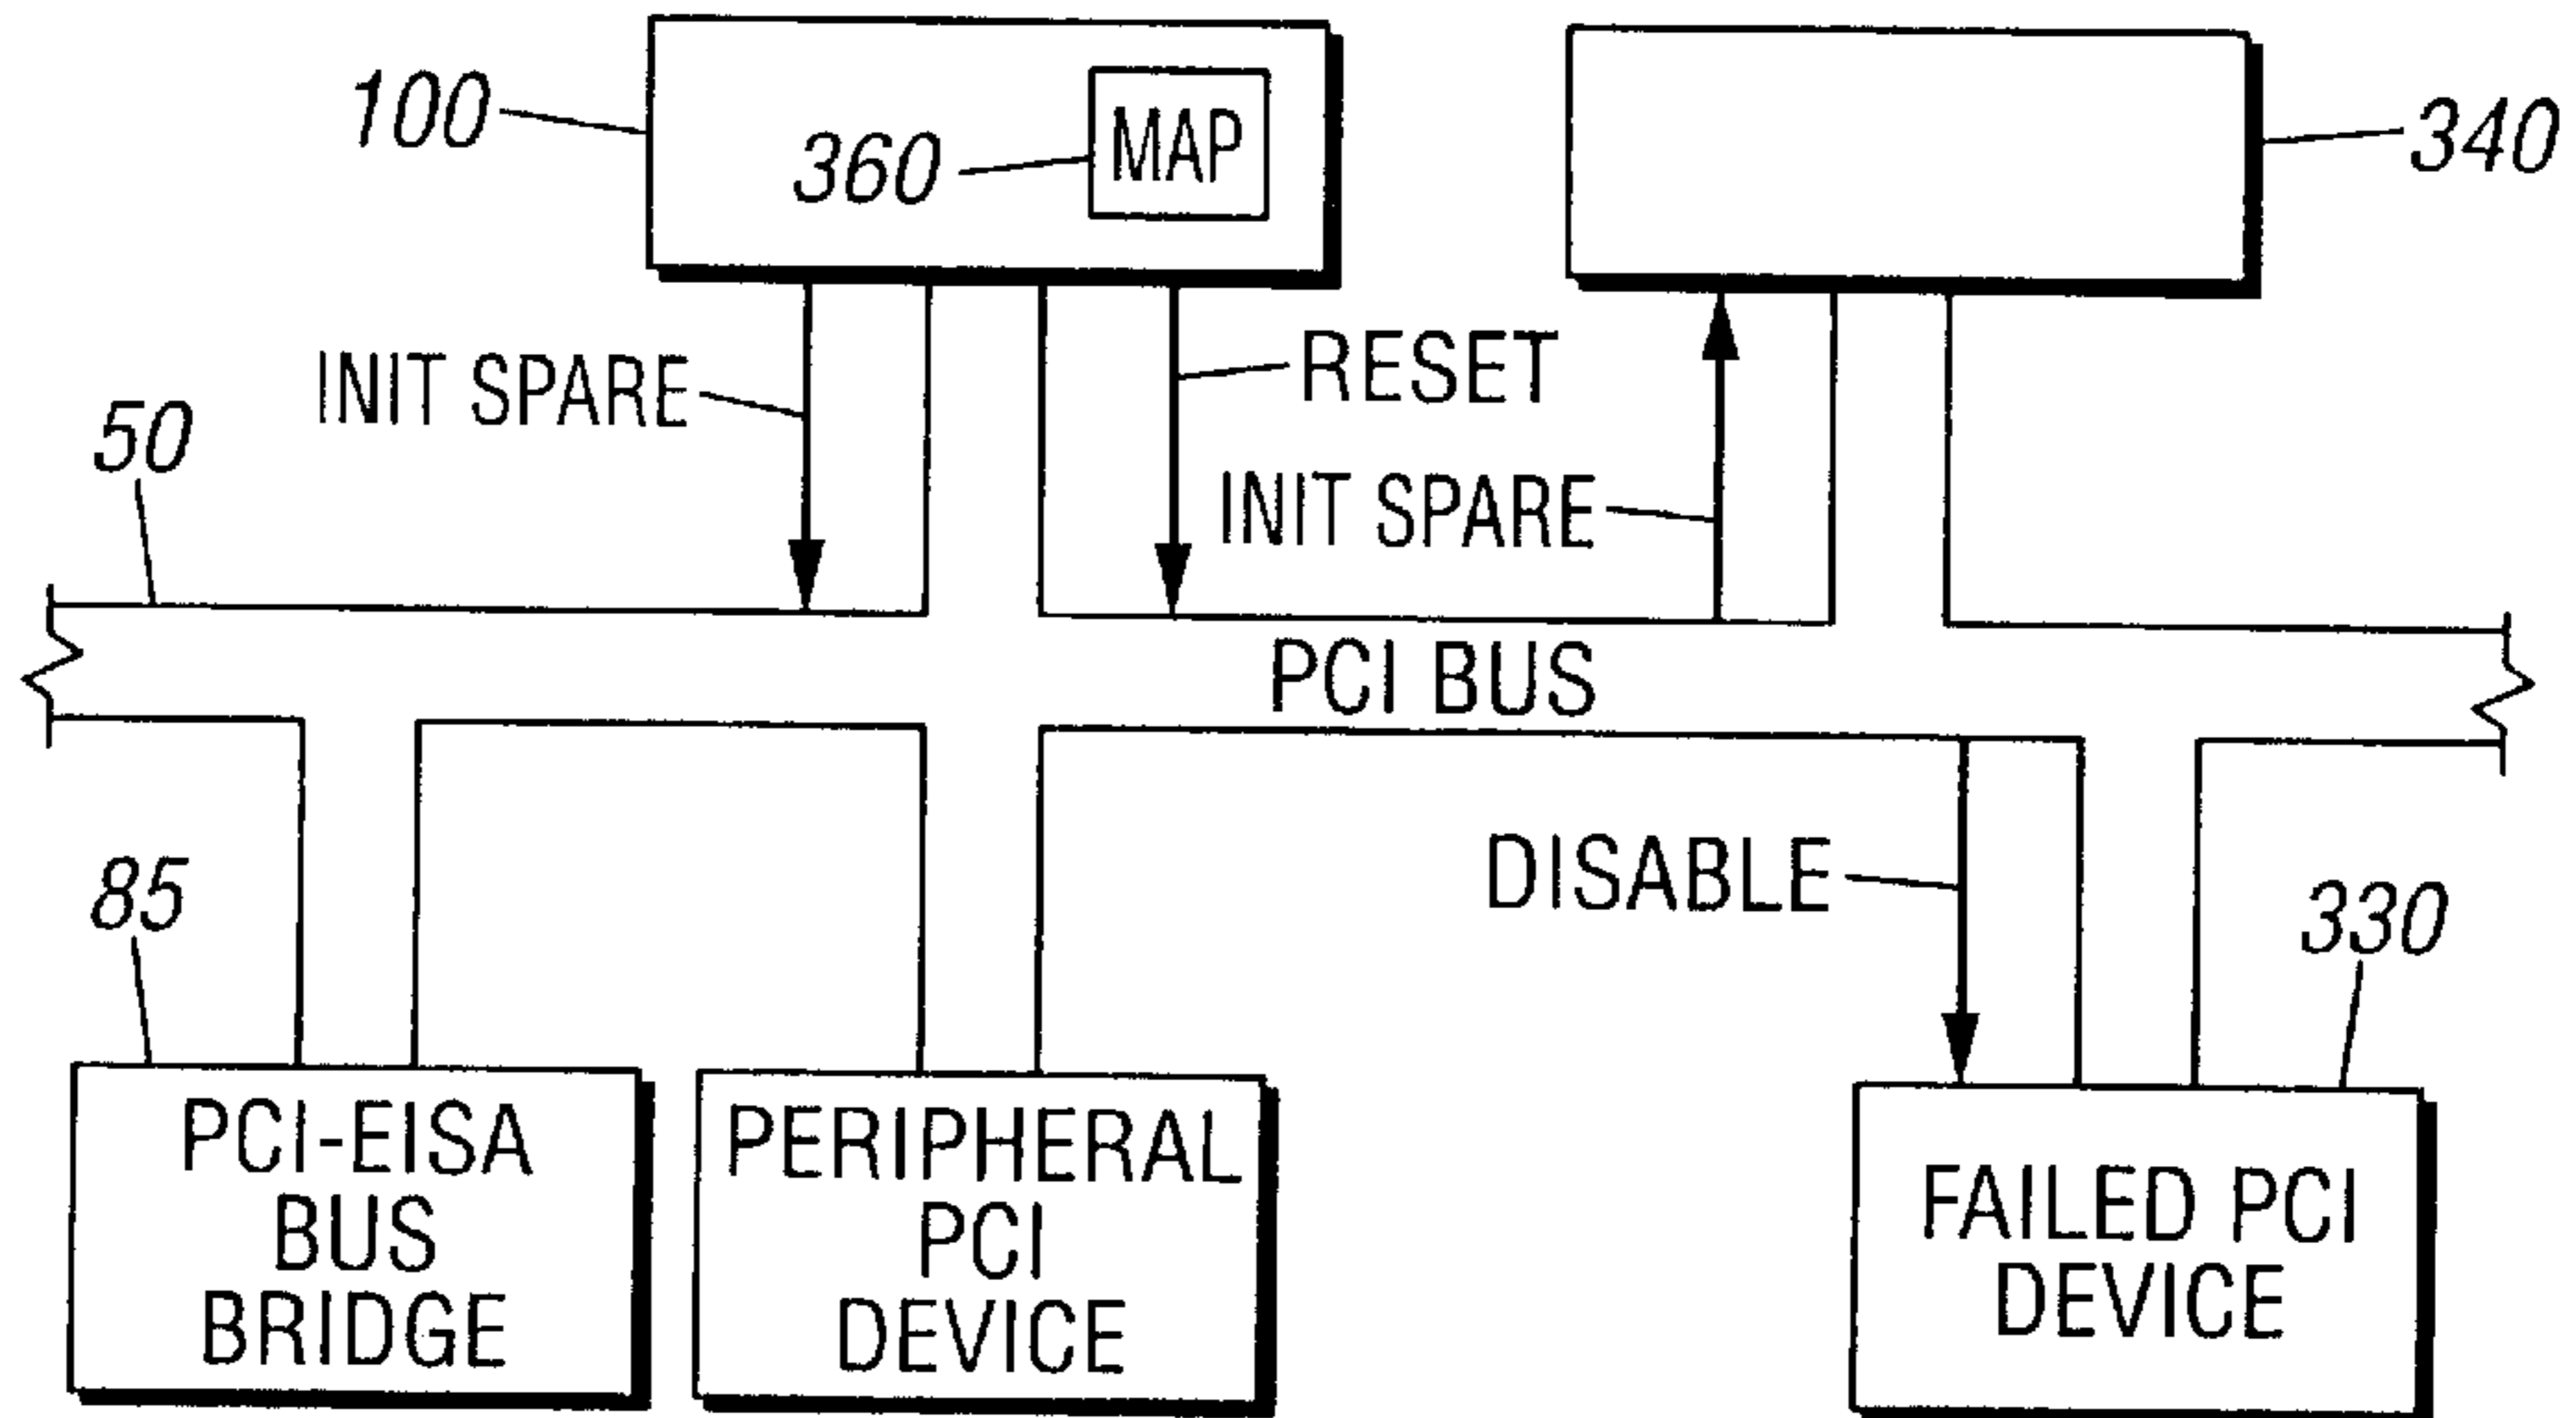 100
360
MAP
340
INIT SPARE
RESET
INIT SPARE
50
PCI BUS
85
DISABLE
330
PCI-EISA
BUS
BRIDGE
PERIPHERAL
PCI
DEVICE
FAILED PCI
DEVICE